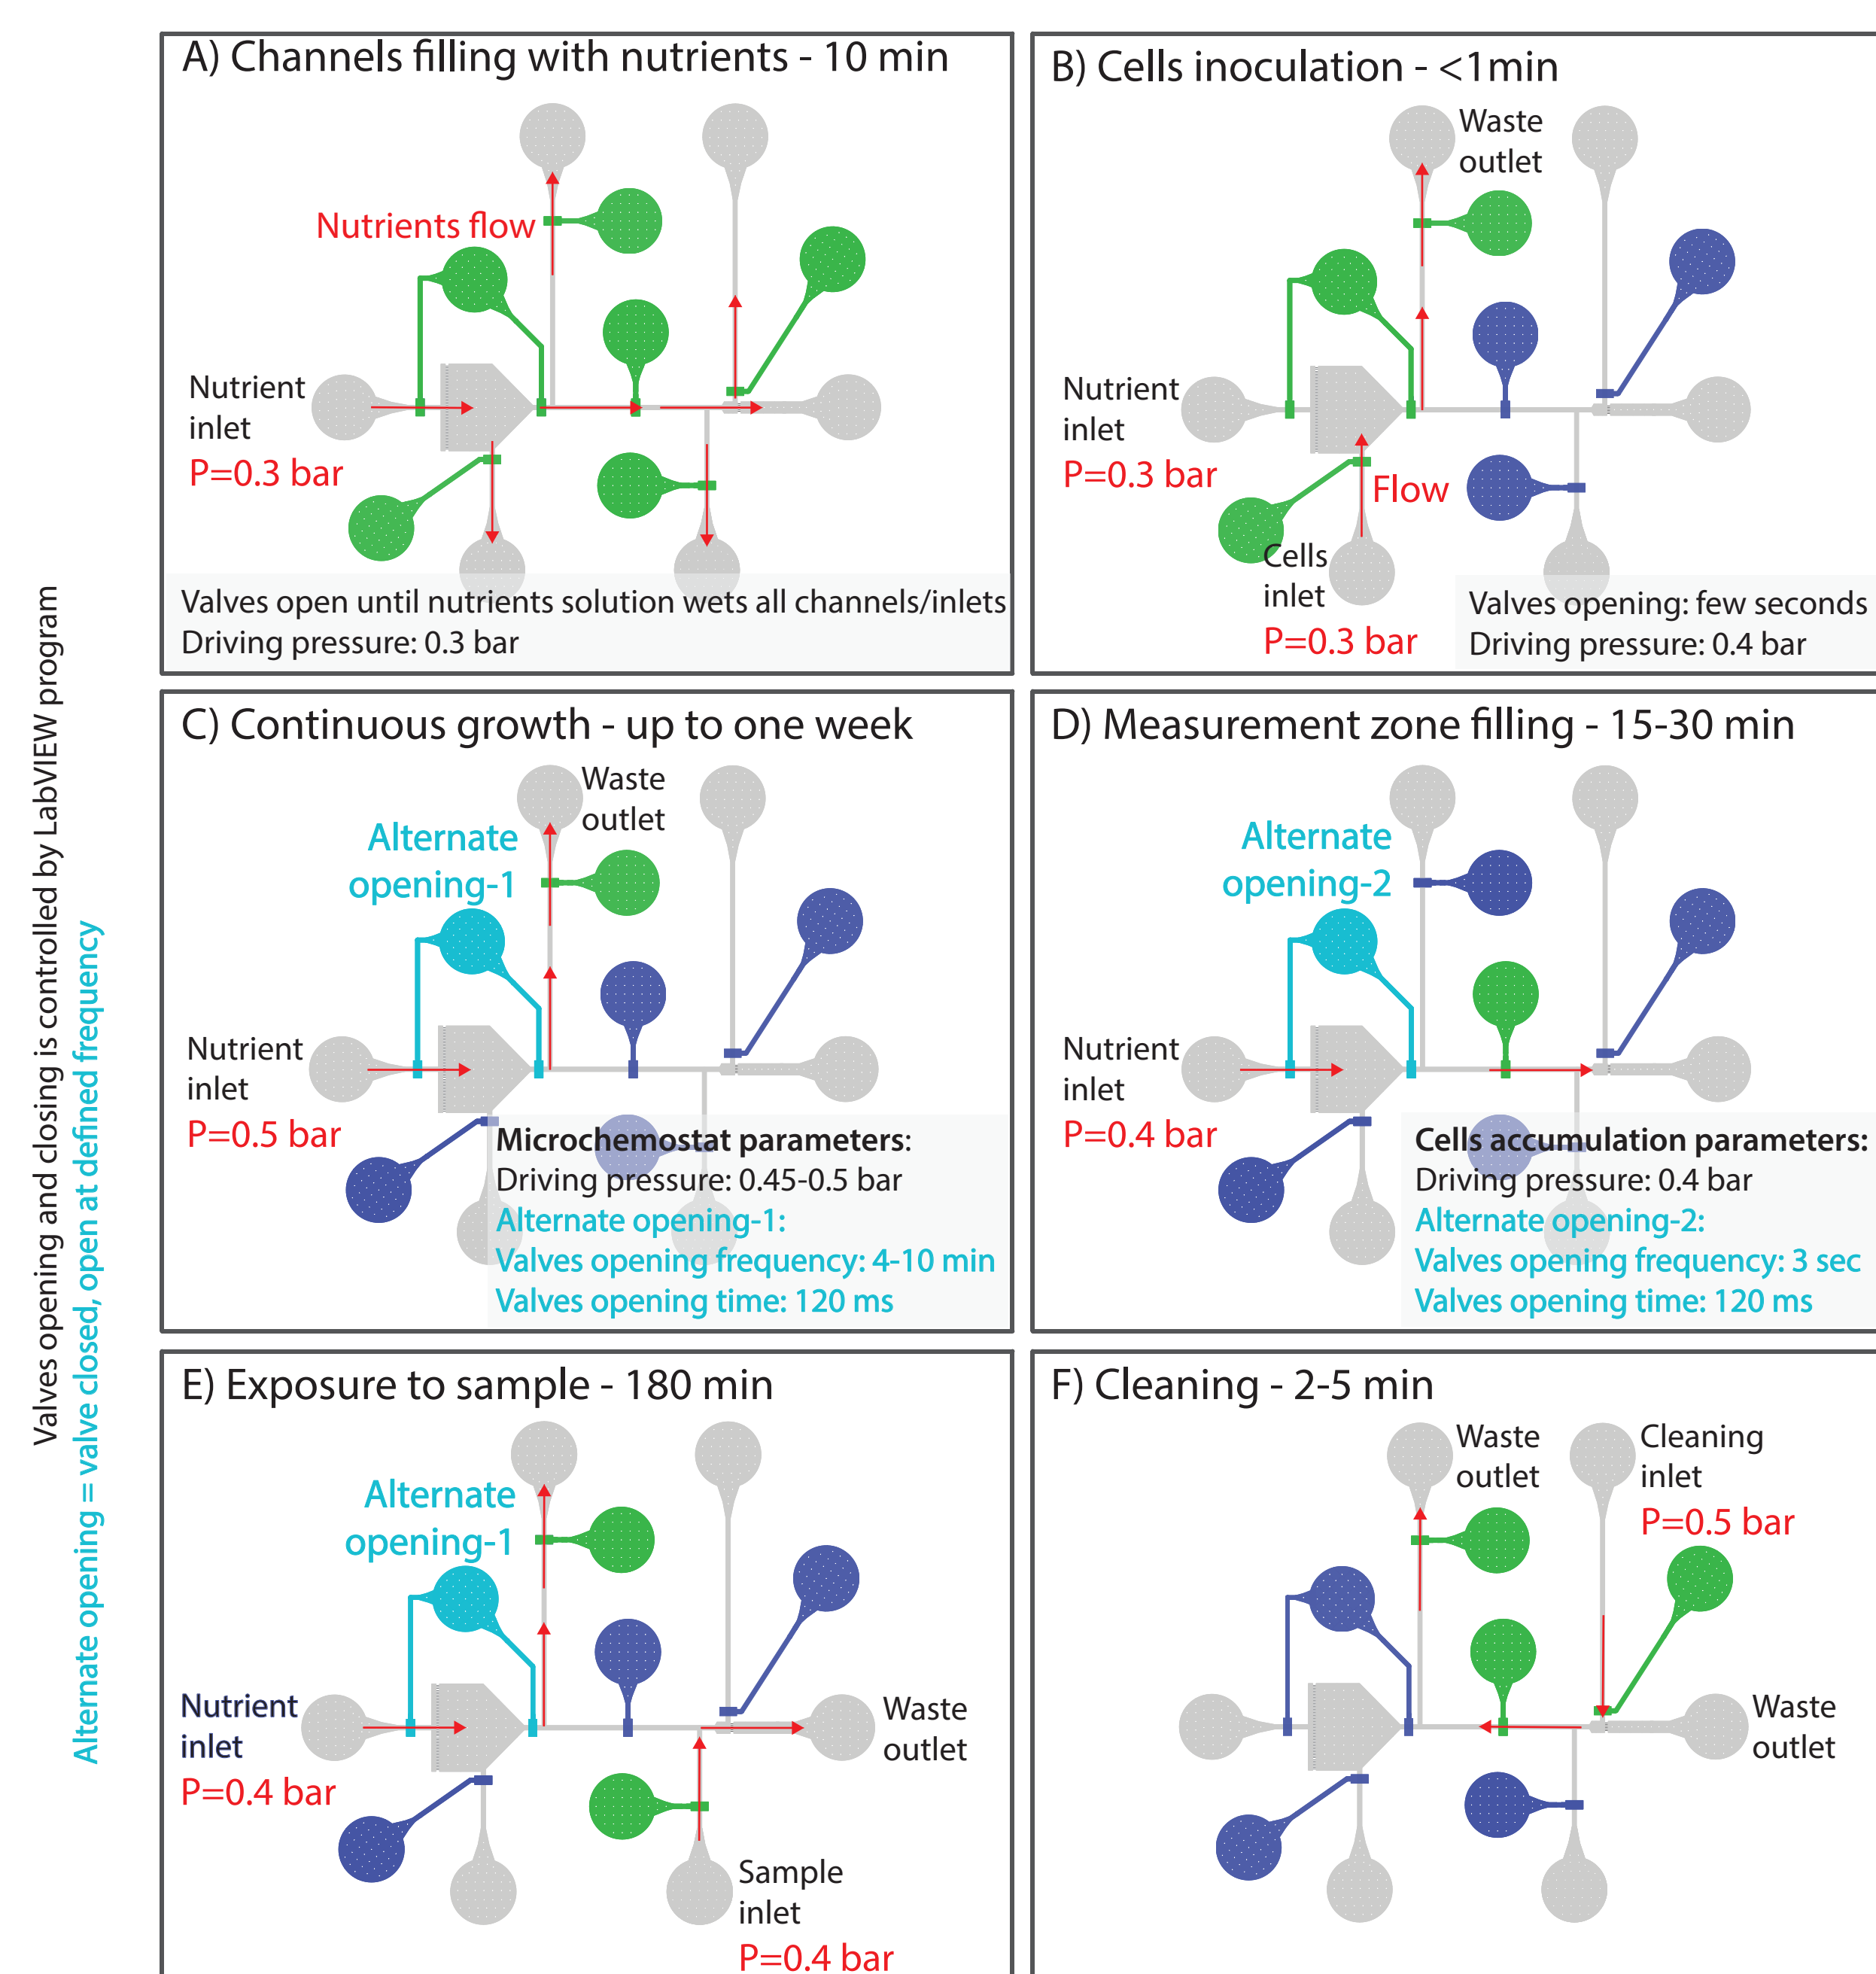 Valves opening and closing is controlled by LabVIEW program
Alternate opening = valve closed, open at defined frequency
A) Channels filling with nutrients - 10 min
Nutrients flow
Nutrient
inlet
P=0.3 bar
Valves open until nutrients solution wets all channels/inlets
Driving pressure: 0.3 bar
B) Cells inoculation - <1min
Waste
outlet
Nutrient
inlet
P=0.3 bar
Flow
Cells
inlet
P=0.3 bar
Valves opening: few seconds
Driving pressure: 0.4 bar
C) Continuous growth - up to one week
Waste
outlet
Alternate
opening-1
Nutrient
inlet
P=0.5 bar
Microchemostat parameters:
Driving pressure: 0.45-0.5 bar
Alternate opening-1:
Valves opening frequency: 4-10 min
Valves opening time: 120 ms
D) Measurement zone filling - 15-30 min
Alternate
opening-2
Nutrient
inlet
P=0.4 bar
Cells accumulation parameters:
Driving pressure: 0.4 bar
Alternate opening-2:
Valves opening frequency: 3 sec
Valves opening time: 120 ms
E) Exposure to sample - 180 min
Alternate
opening-1
Nutrient
inlet
P=0.4 bar
Waste
outlet
Sample
inlet
P=0.4 bar
F) Cleaning - 2-5 min
Waste
outlet
Cleaning
inlet
P=0.5 bar
Waste
outlet